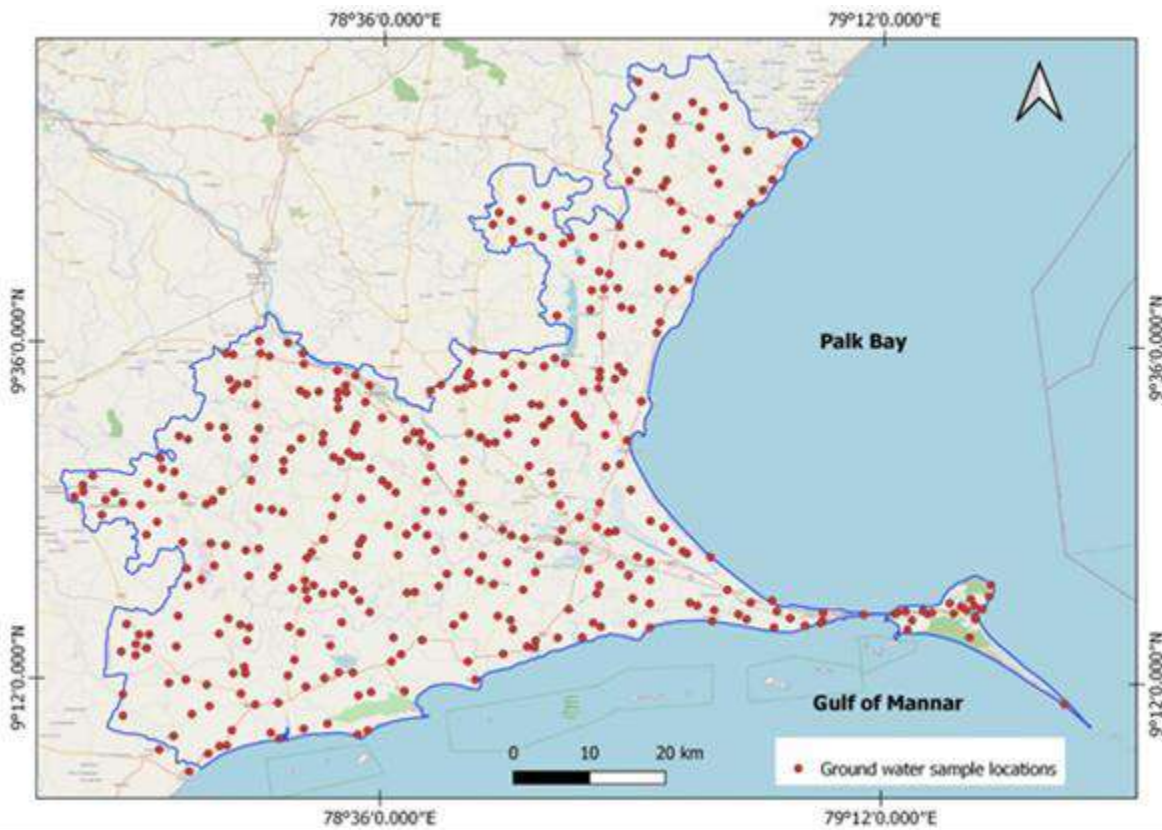 78°36'0.000"E
79°12'0.000"E
9°36'0.000"N
9°36'0.000"N
Palk Bay
9°12'0.000"N
9°12'0.000"N
Gulf of Mannar
0 10 20 km
Ground water sample locations
78°36'0.000"E
79°12'0.000"E